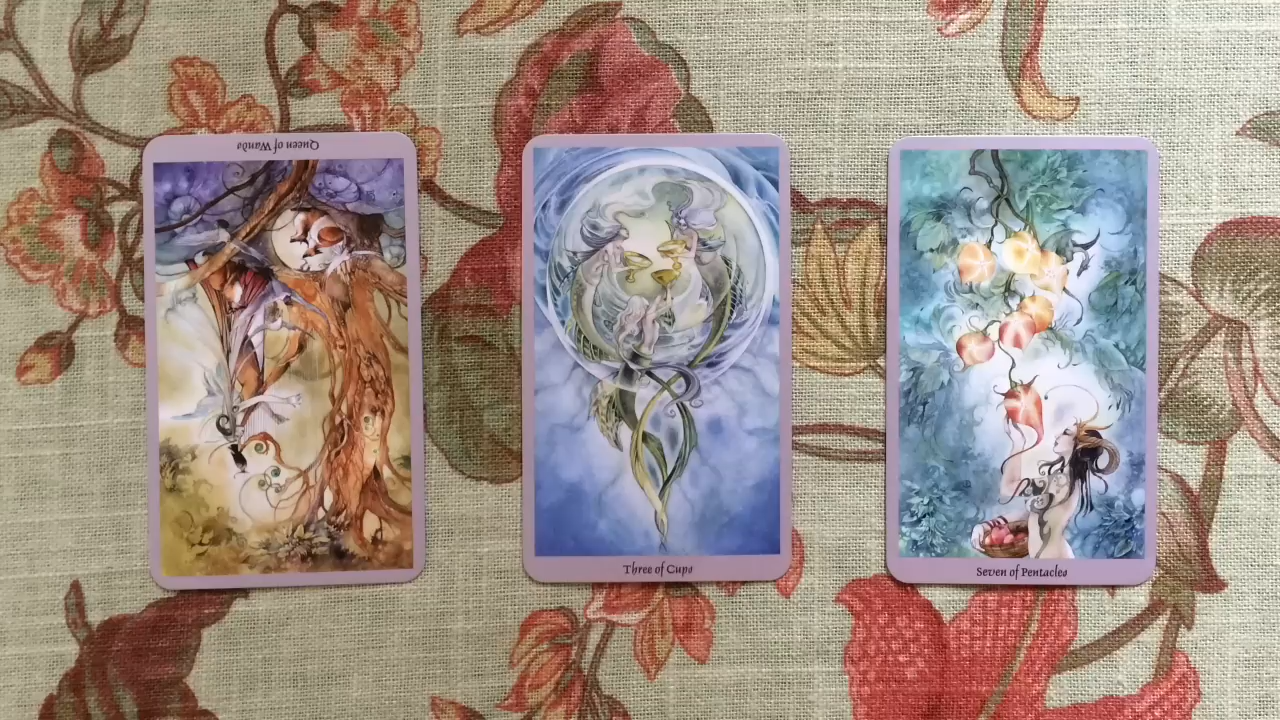 Queen of Wands
Three of Cups
Seven of Pentacles